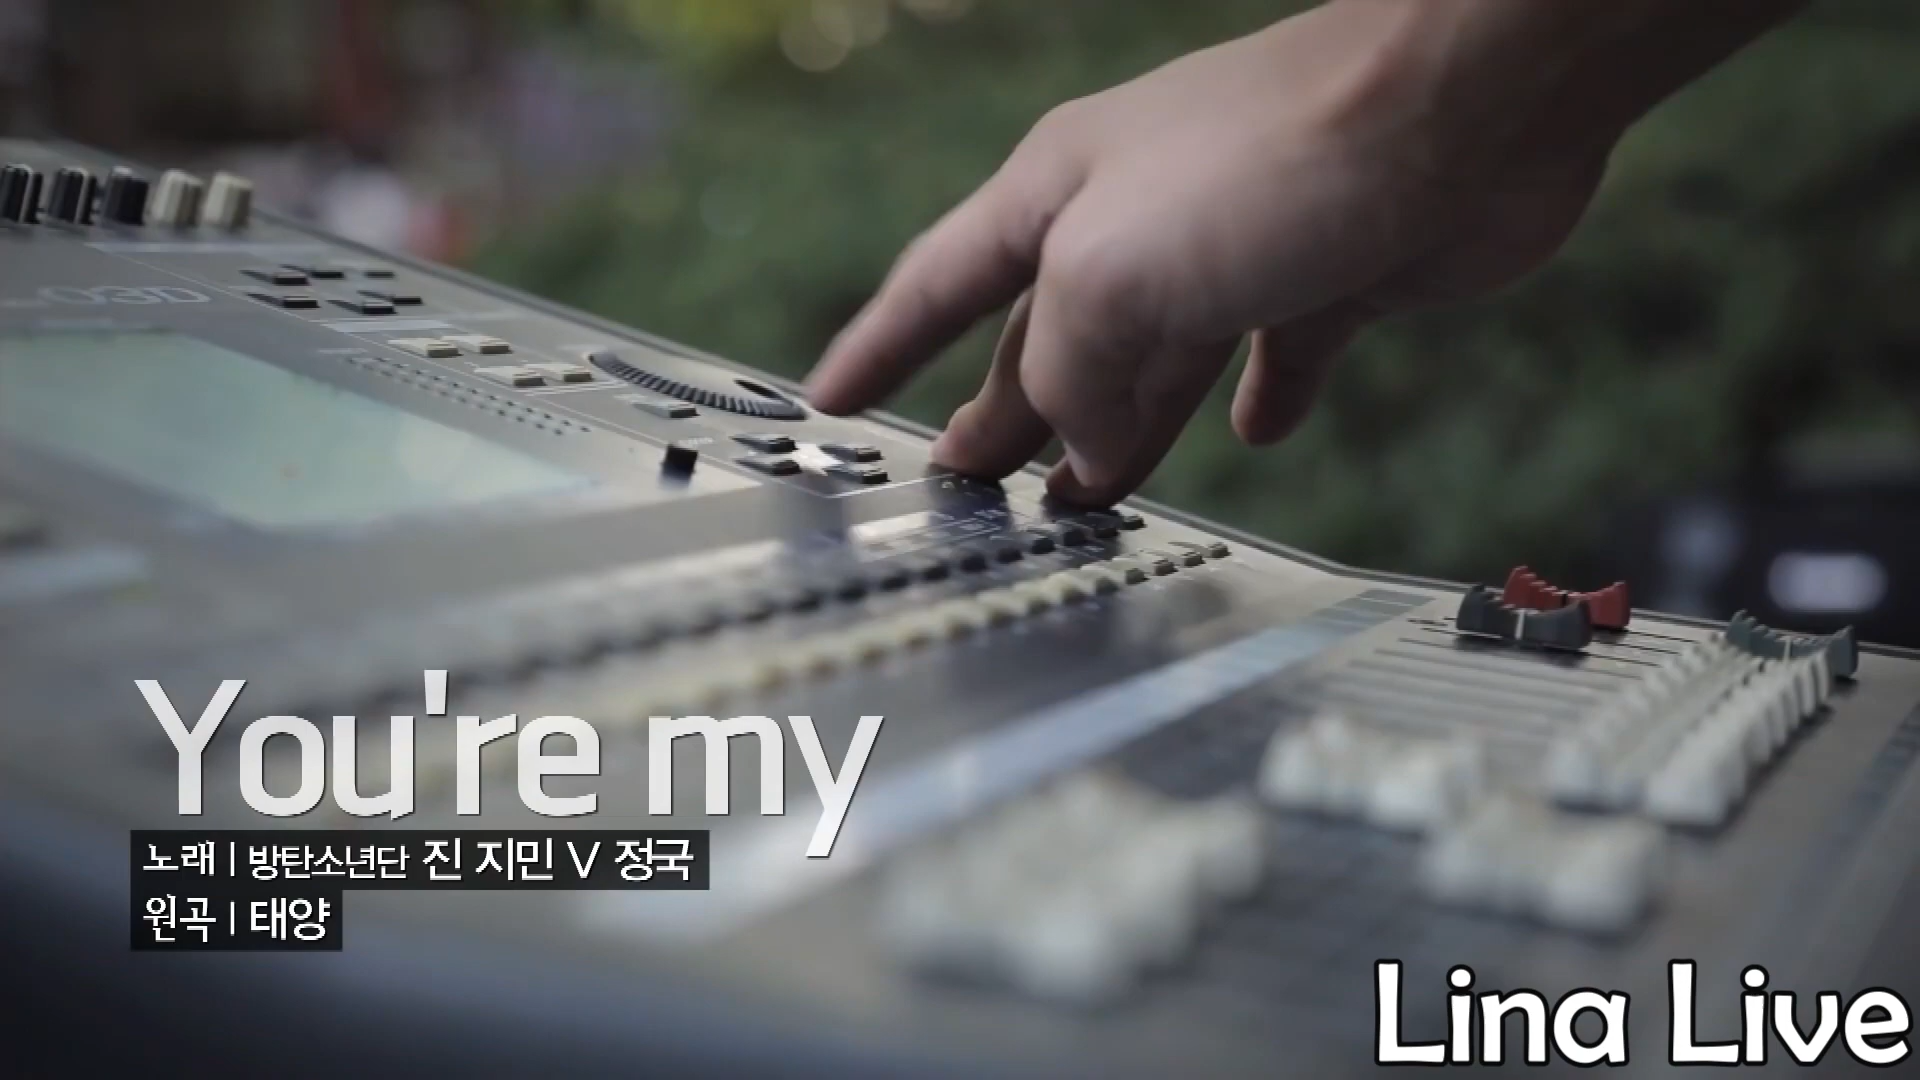 03D
You're my
노래 | 방탄소년단 진 지민 V 정국
원곡 | 태양
Lina Live